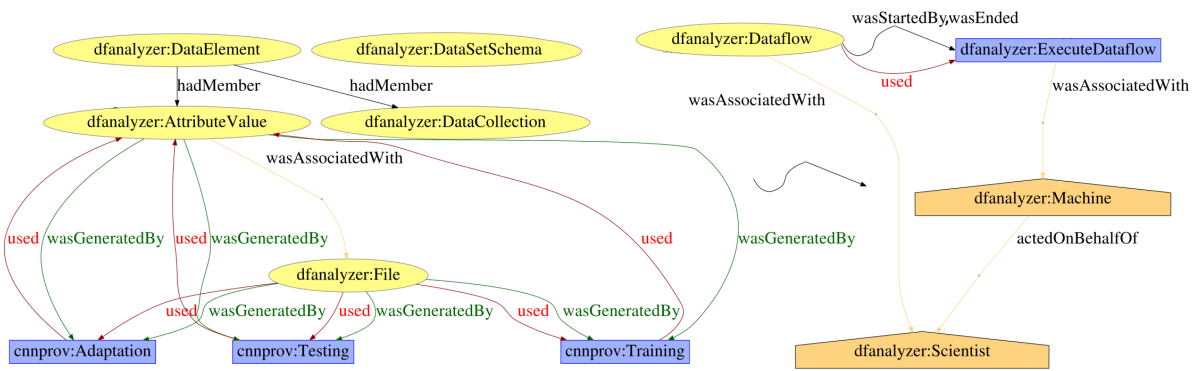 wasStartedBy,wasEnded
dfanalyzer:DataElement
dfanalyzer:DataSetSchema
dfanalyzer:Dataflow
dfanalyzer:ExecuteDataflow
used
hadMember
hadMember
wasAssociatedWith
wasAssociatedWith
dfanalyzer:AttributeValue
dfanalyzer:DataCollection
wasAssociatedWith
dfanalyzer:Machine
used
wasGeneratedBy
used
wasGeneratedBy
used
wasGeneratedBy
actedOnBehalfOf
dfanalyzer:File
used
wasGeneratedBy
used
wasGeneratedBy
used
wasGeneratedBy
cnnprov:Adaptation
cnnprov:Testing
cnnprov:Training
dfanalyzer:Scientist